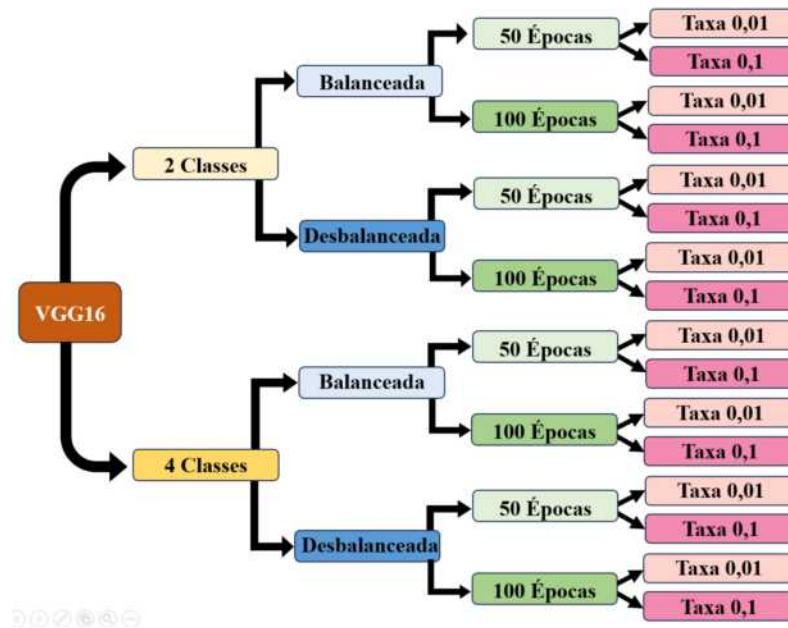 VGG16
2 Classes
Balanceada
50 Épocas
Taxa 0,01
Taxa 0,1
100 Épocas
Taxa 0,01
Taxa 0,1
Desbalanceada
50 Épocas
Taxa 0,01
Taxa 0,1
100 Épocas
Taxa 0,01
Taxa 0,1
4 Classes
Balanceada
50 Épocas
Taxa 0,01
Taxa 0,1
100 Épocas
Taxa 0,01
Taxa 0,1
Desbalanceada
50 Épocas
Taxa 0,01
Taxa 0,1
100 Épocas
Taxa 0,01
Taxa 0,1